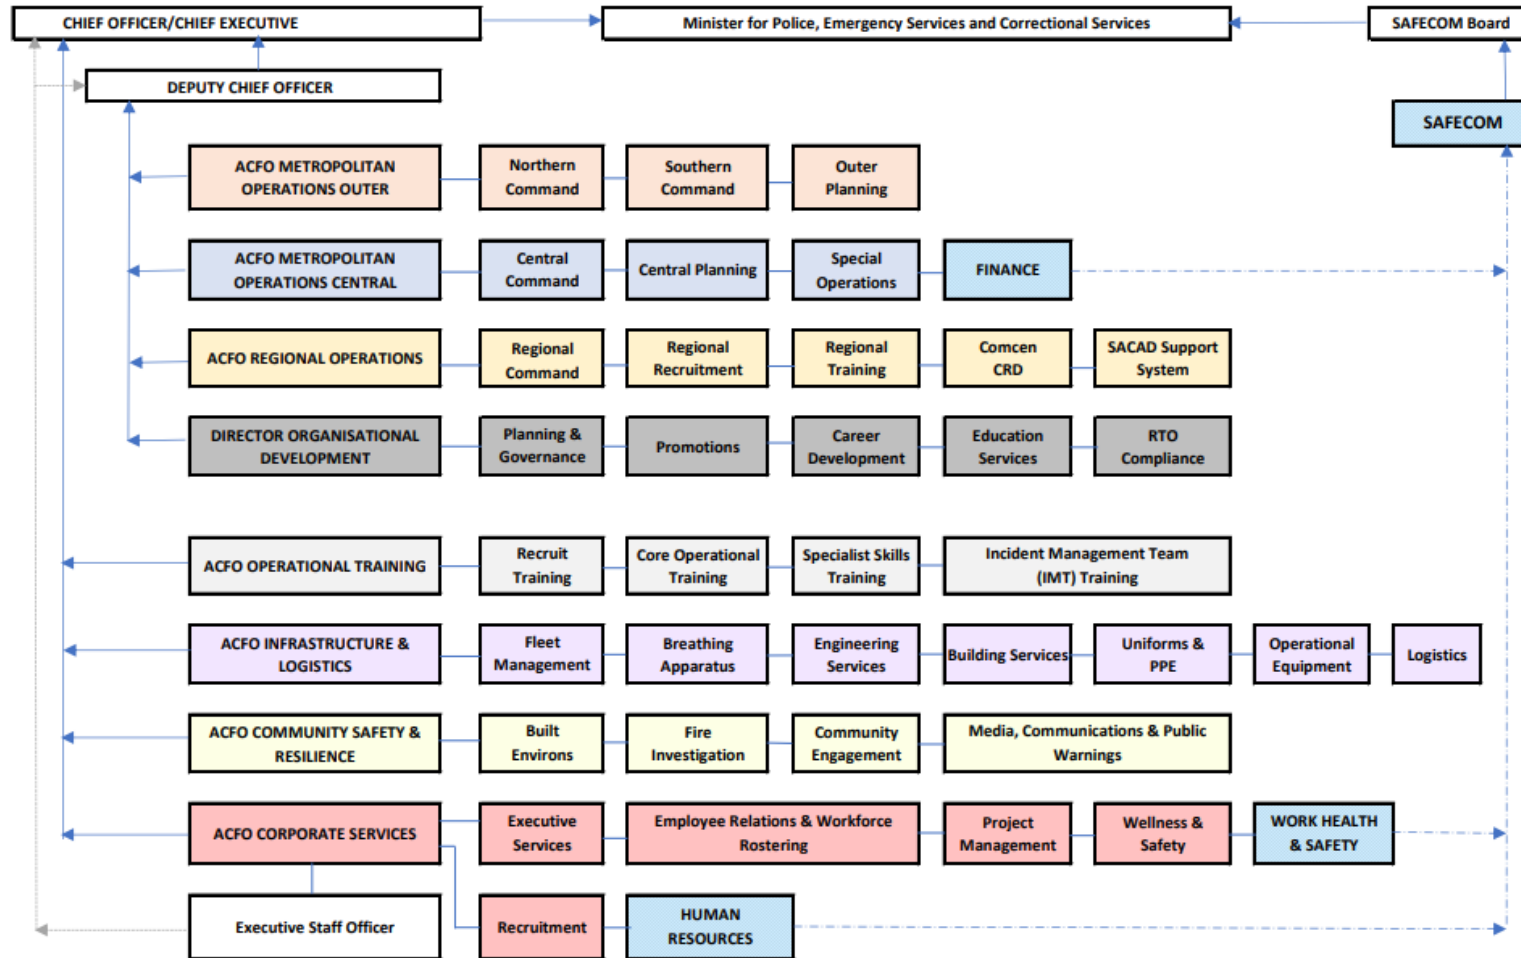 CHIEF OFFICER/CHIEF EXECUTIVE
Minister for Police, Emergency Services and Correctional Services
SAFECOM Board
DEPUTY CHIEF OFFICER
SAFECOM
ACFO METROPOLITAN
OPERATIONS OUTER
Northern
Command
Southern
Command
Outer
Planning
ACFO METROPOLITAN
OPERATIONS CENTRAL
Central
Command
Central Planning
Special
Operations
FINANCE
ACFO REGIONAL OPERATIONS
Regional
Command
Regional
Recruitment
Regional
Training
Comcen
CRD
SACAD Support
System
DIRECTOR ORGANISATIONAL
DEVELOPMENT
Planning &
Governance
Promotions
Career
Development
Education
Services
RTO
Compliance
ACFO OPERATIONAL TRAINING
Recruit
Training
Core Operational
Training
Specialist Skills
Training
Incident Management Team
(IMT) Training
ACFO INFRASTRUCTURE &
LOGISTICS
Fleet
Management
Breathing
Apparatus
Engineering
Services
Building Services
Uniforms &
PPE
Operational
Equipment
Logistics
ACFO COMMUNITY SAFETY &
RESILIENCE
Built
Environs
Fire
Investigation
Community
Engagement
Media, Communications & Public
Warnings
ACFO CORPORATE SERVICES
Executive
Services
Employee Relations & Workforce
Rostering
Project
Management
Wellness &
Safety
WORK HEALTH
& SAFETY
Executive Staff Officer
Recruitment
HUMAN
RESOURCES